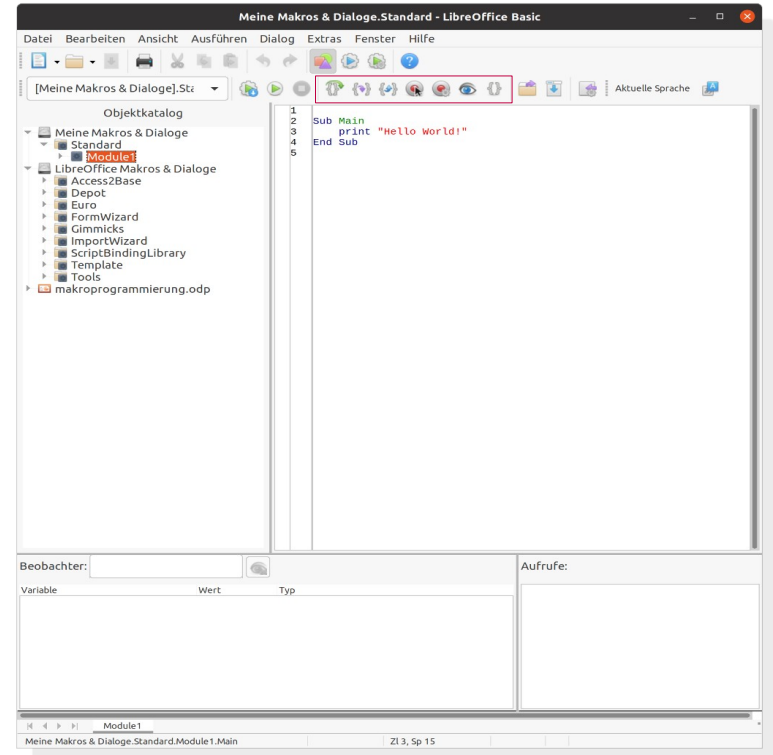 Meine Makros & Dialoge.Standard - LibreOffice Basic
Datei Bearbeiten Ansicht Ausführen Dialog Extras Fenster Hilfe
[Meine Makros & Dialoge].Sta
Aktuelle Sprache
Objektkatalog
Meine Makros & Dialoge
Standard
Module1
LibreOffice Makros & Dialoge
Access2Base
Depot
Euro
FormWizard
Gimmicks
ImportWizard
ScriptBindingLibrary
Template
Tools
makroprogrammierung.odp
1
2 Sub Main
3 print "Hello World!"
4 End Sub
5
Beobachter:
Aufrufe:
Variable Wert Typ
Module1
Meine Makros & Dialoge.Standard.Module1.Main Zl 3, Sp 15